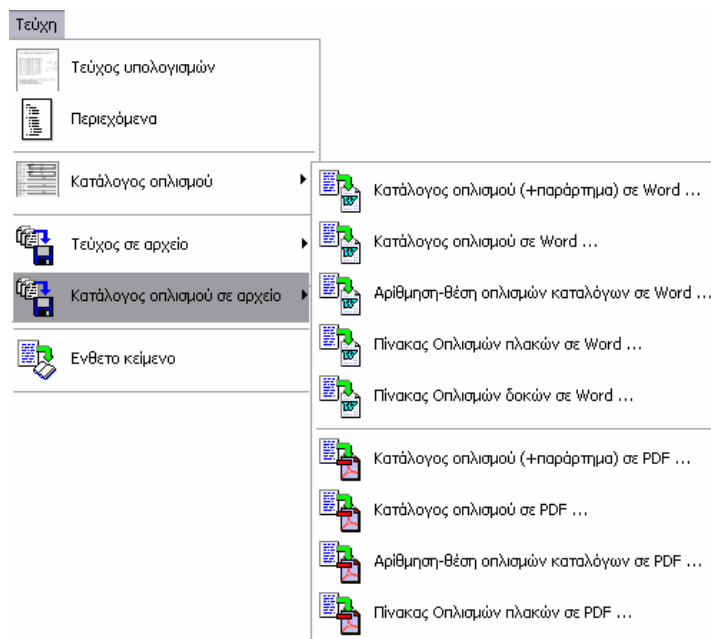 Τεύχη
Τεύχος υπολογισμών
Περιεχόμενα
Κατάλογος οπλισμού
Τεύχος σε αρχείο
Κατάλογος οπλισμού σε αρχείο
Ενθετο κείμενο
Κατάλογος οπλισμού (+παράρτημα) σε Word ...
Κατάλογος οπλισμού σε Word ...
Αρίθμηση-θέση οπλισμών καταλόγων σε Word ...
Πίνακας Οπλισμών πλακών σε Word ...
Πίνακας Οπλισμών δοκών σε Word ...
Κατάλογος οπλισμού (+παράρτημα) σε PDF ...
Κατάλογος οπλισμού σε PDF ...
Αρίθμηση-θέση οπλισμών καταλόγων σε PDF ...
Πίνακας Οπλισμών πλακών σε PDF ...